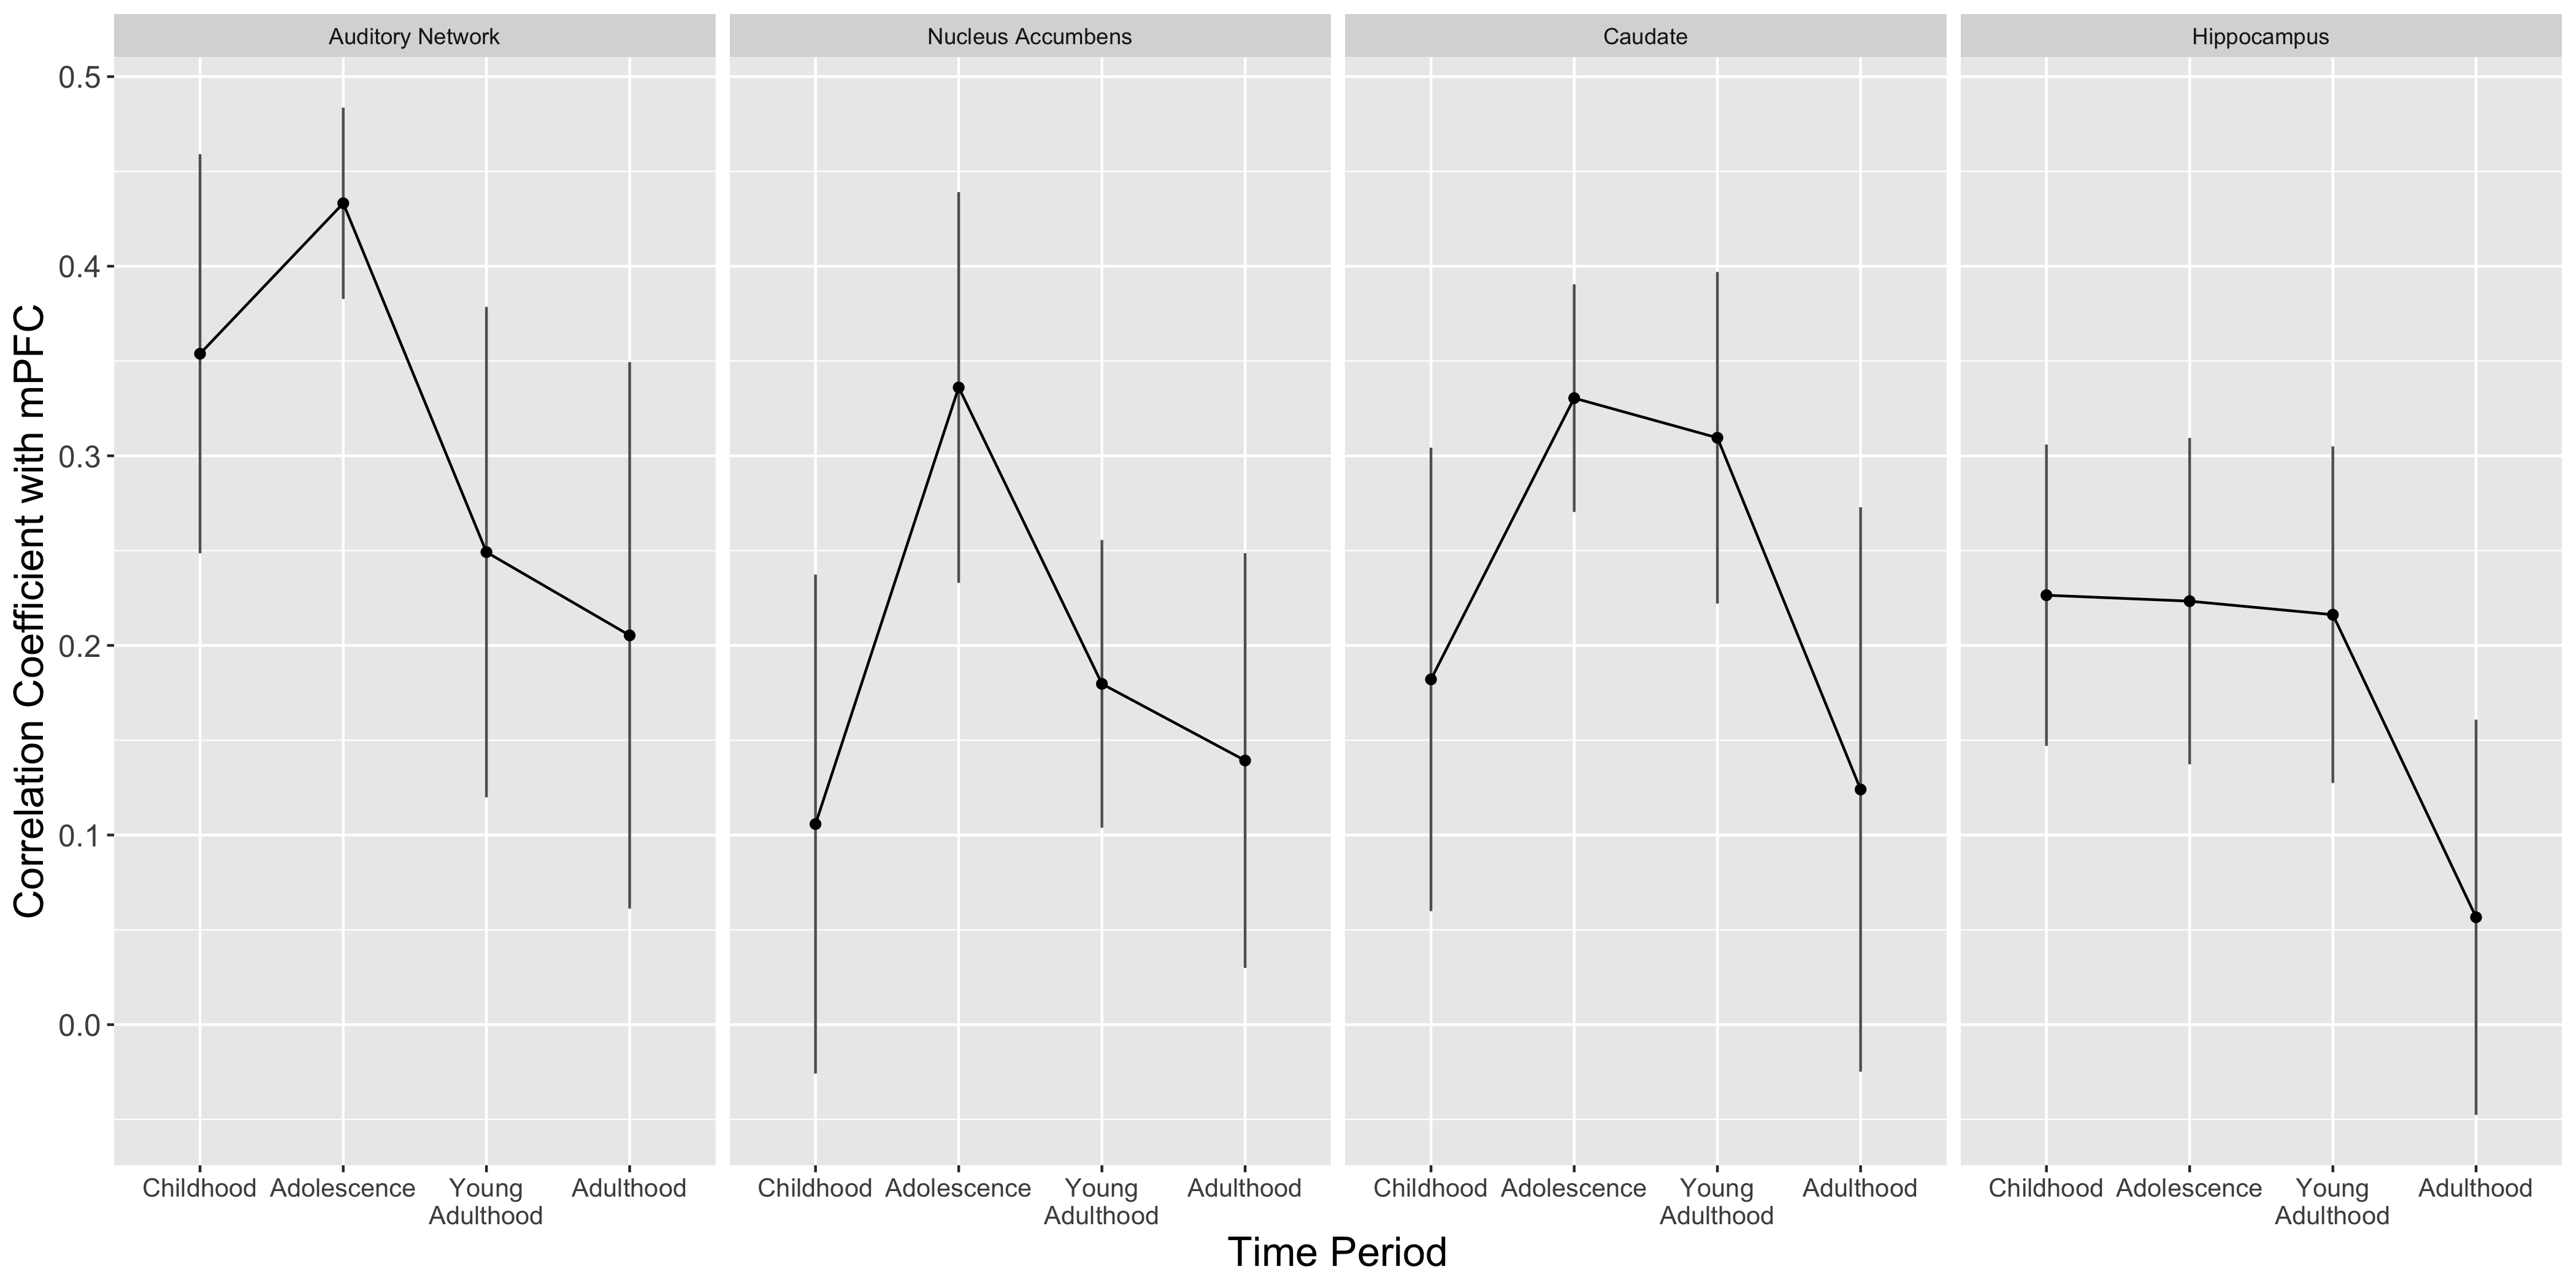 Auditory Network
Nucleus Accumbens
Caudate
Hippocampus
Correlation Coefficient with mPFC
0.5
0.4
0.3
0.2
0.1
0.0
Childhood Adolescence Young Adulthood
Adulthood
Childhood Adolescence Young Adulthood
Adulthood
Childhood Adolescence Young Adulthood
Adulthood
Childhood Adolescence Young Adulthood
Adulthood
Time Period